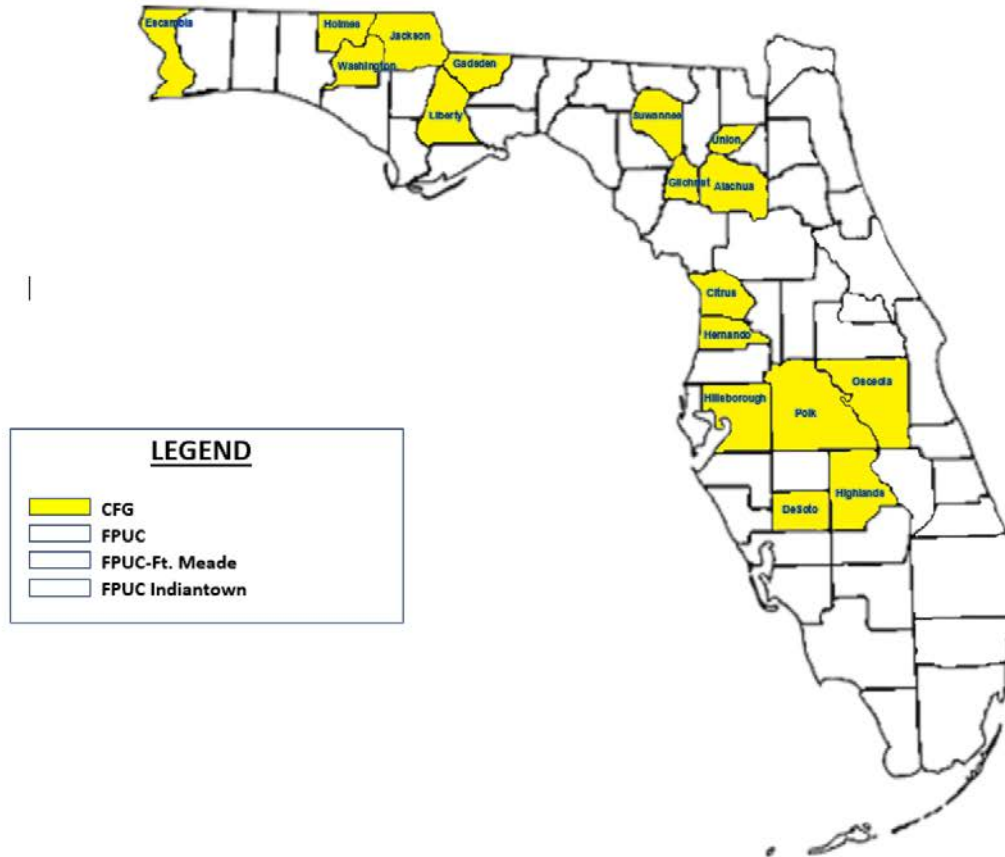 Escambia
Holmes
Jackson
Washington
Gadsden
Liberty
Suwannee
Union
Gilchrist
Alachua
Citrus
Hernando
Hillsborough
Polk
Osceola
Highlands
DeSoto
LEGEND
CFG
FPUC
FPUC-Ft. Meade
FPUC Indiantown